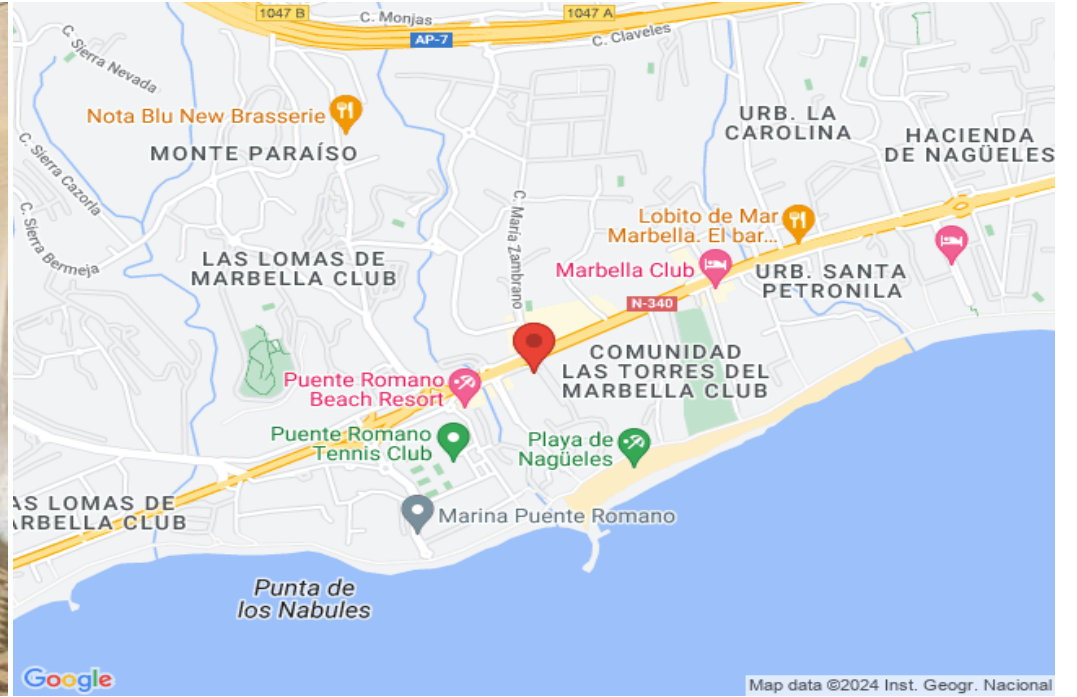 1047 B
C. Monjas
1047 A
AP-7
C. Claveles
C. Sierra Nevada
Nota Blu New Brasserie
URB. LA
CAROLINA
HACIENDA
DE NAGÜELES
C. Sierra Cazorla
MONTE PARAÍSO
C. María Zambrano
C. Sierra Bermeja
Lobito de Mar
Marbella. El bar...
LAS LOMAS DE
MARBELLA CLUB
Marbella Club
URB. SANTA
PETRONILA
N-340
COMUNIDAD
LAS TORRES DEL
MARBELLA CLUB
Puente Romano
Beach Resort
Puente Romano
Tennis Club
Playa de
Nagüeles
AS LOMAS DE
ARBELLA CLUB
Marina Puente Romano
Punta de
los Nabules
Google
Map data ©2024 Inst. Geogr. Nacional